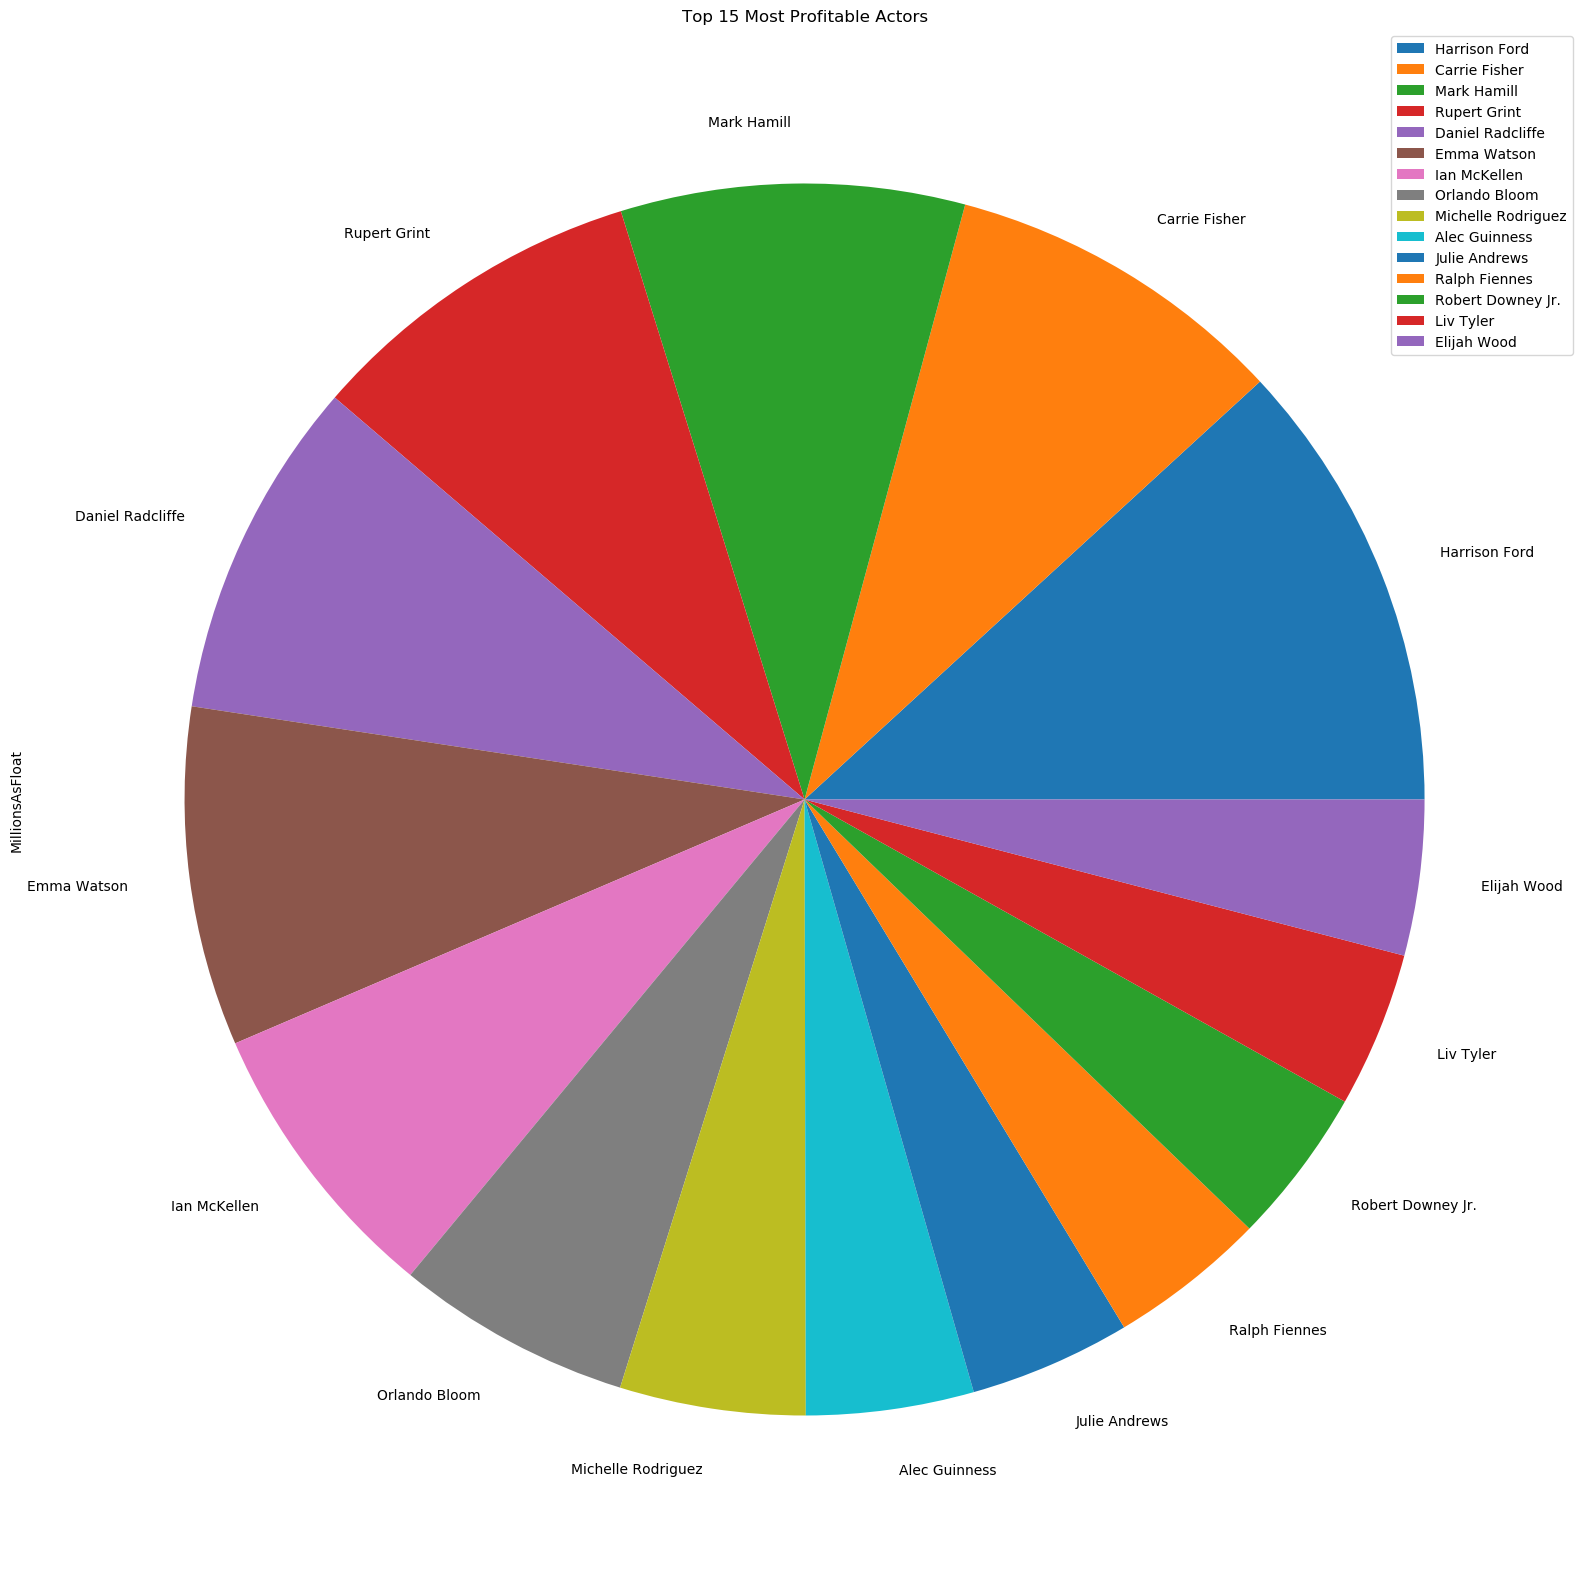 Top 15 Most Profitable Actors
Harrison Ford
Carrie Fisher
Mark Hamill
Rupert Grint
Daniel Radcliffe
Emma Watson
Ian McKellen
Orlando Bloom
Michelle Rodriguez
Alec Guinness
Julie Andrews
Ralph Fiennes
Robert Downey Jr.
Liv Tyler
Elijah Wood
Mark Hamill
Carrie Fisher
Rupert Grint
Daniel Radcliffe
Harrison Ford
MillionsAsFloat
Emma Watson
Elijah Wood
Liv Tyler
Ian McKellen
Robert Downey Jr.
Ralph Fiennes
Orlando Bloom
Julie Andrews
Michelle Rodriguez
Alec Guinness